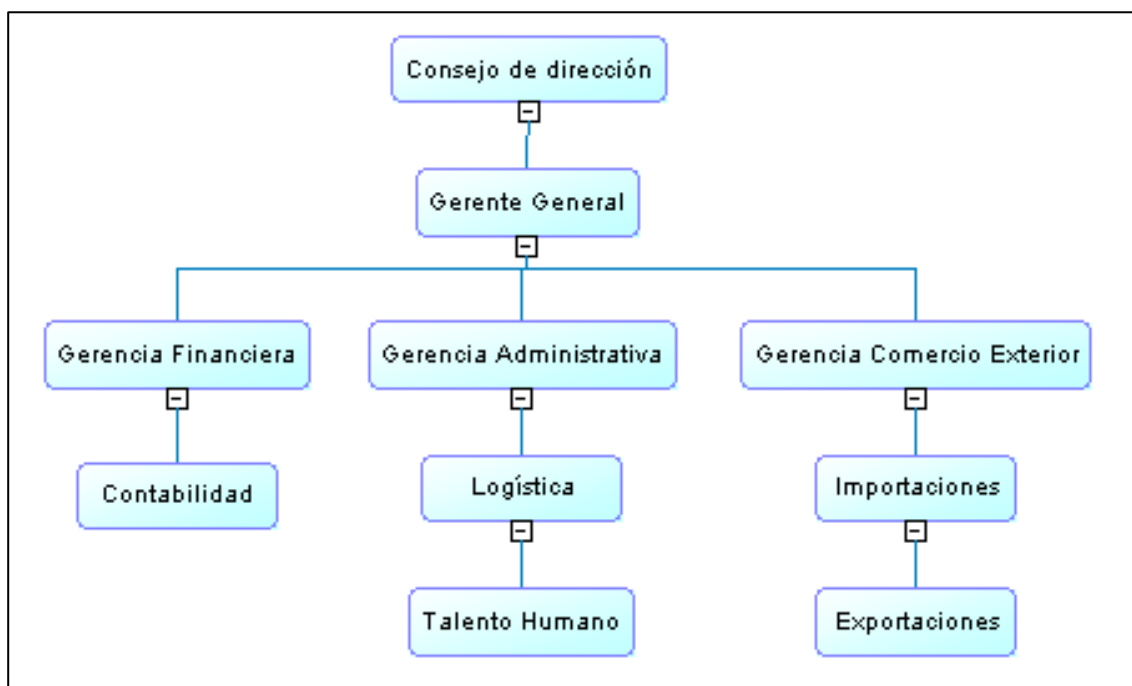 Consejo de dirección
Gerente General
Gerencia Financiera
Gerencia Administrativa
Gerencia Comercio Exterior
Contabilidad
Logística
Importaciones
Talento Humano
Exportaciones